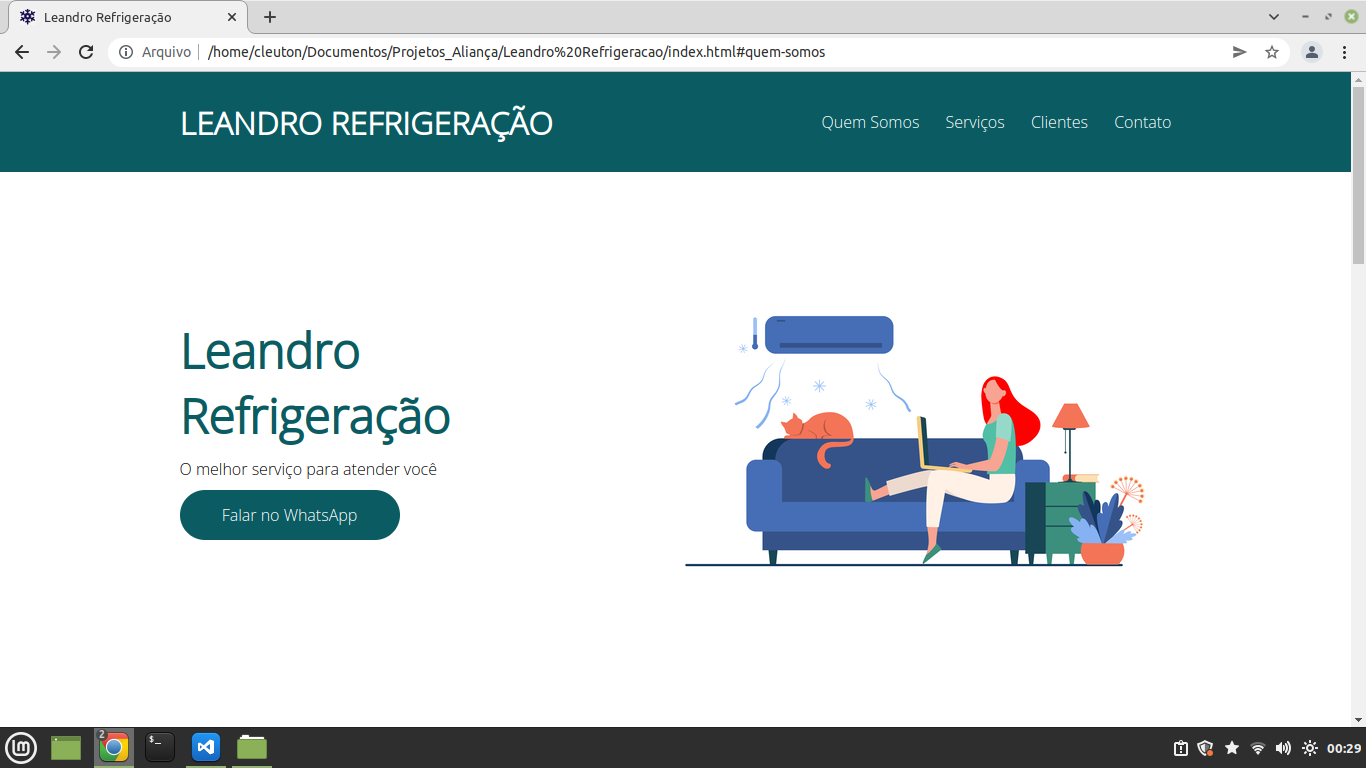 Leandro Refrigeração
Arquivo /home/cleuton/Documentos/Projetos_Aliança/Leandro%20Refrigeracao/index.html#quem-somos
LEANDRO REFRIGERAÇÃO
Quem Somos Serviços Clientes Contato
Leandro
Refrigeração
O melhor serviço para atender você
Falar no WhatsApp
2
$_
00:29